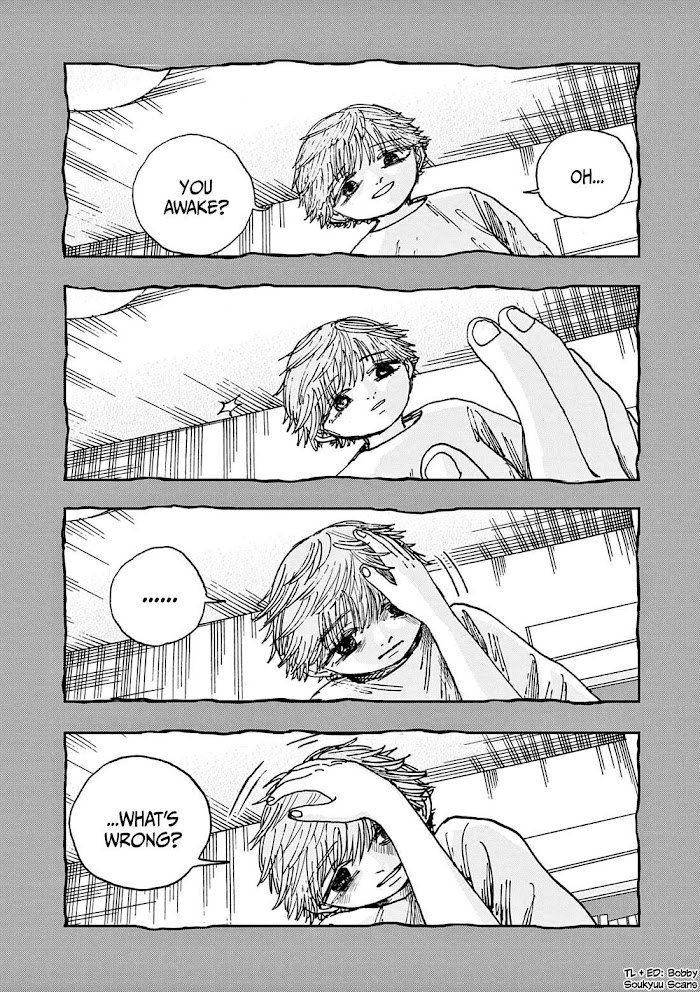 OH...
YOU
AWAKE?
......
...WHAT'S
WRONG?
TL + ED: Bobby
Soukyuu Scans